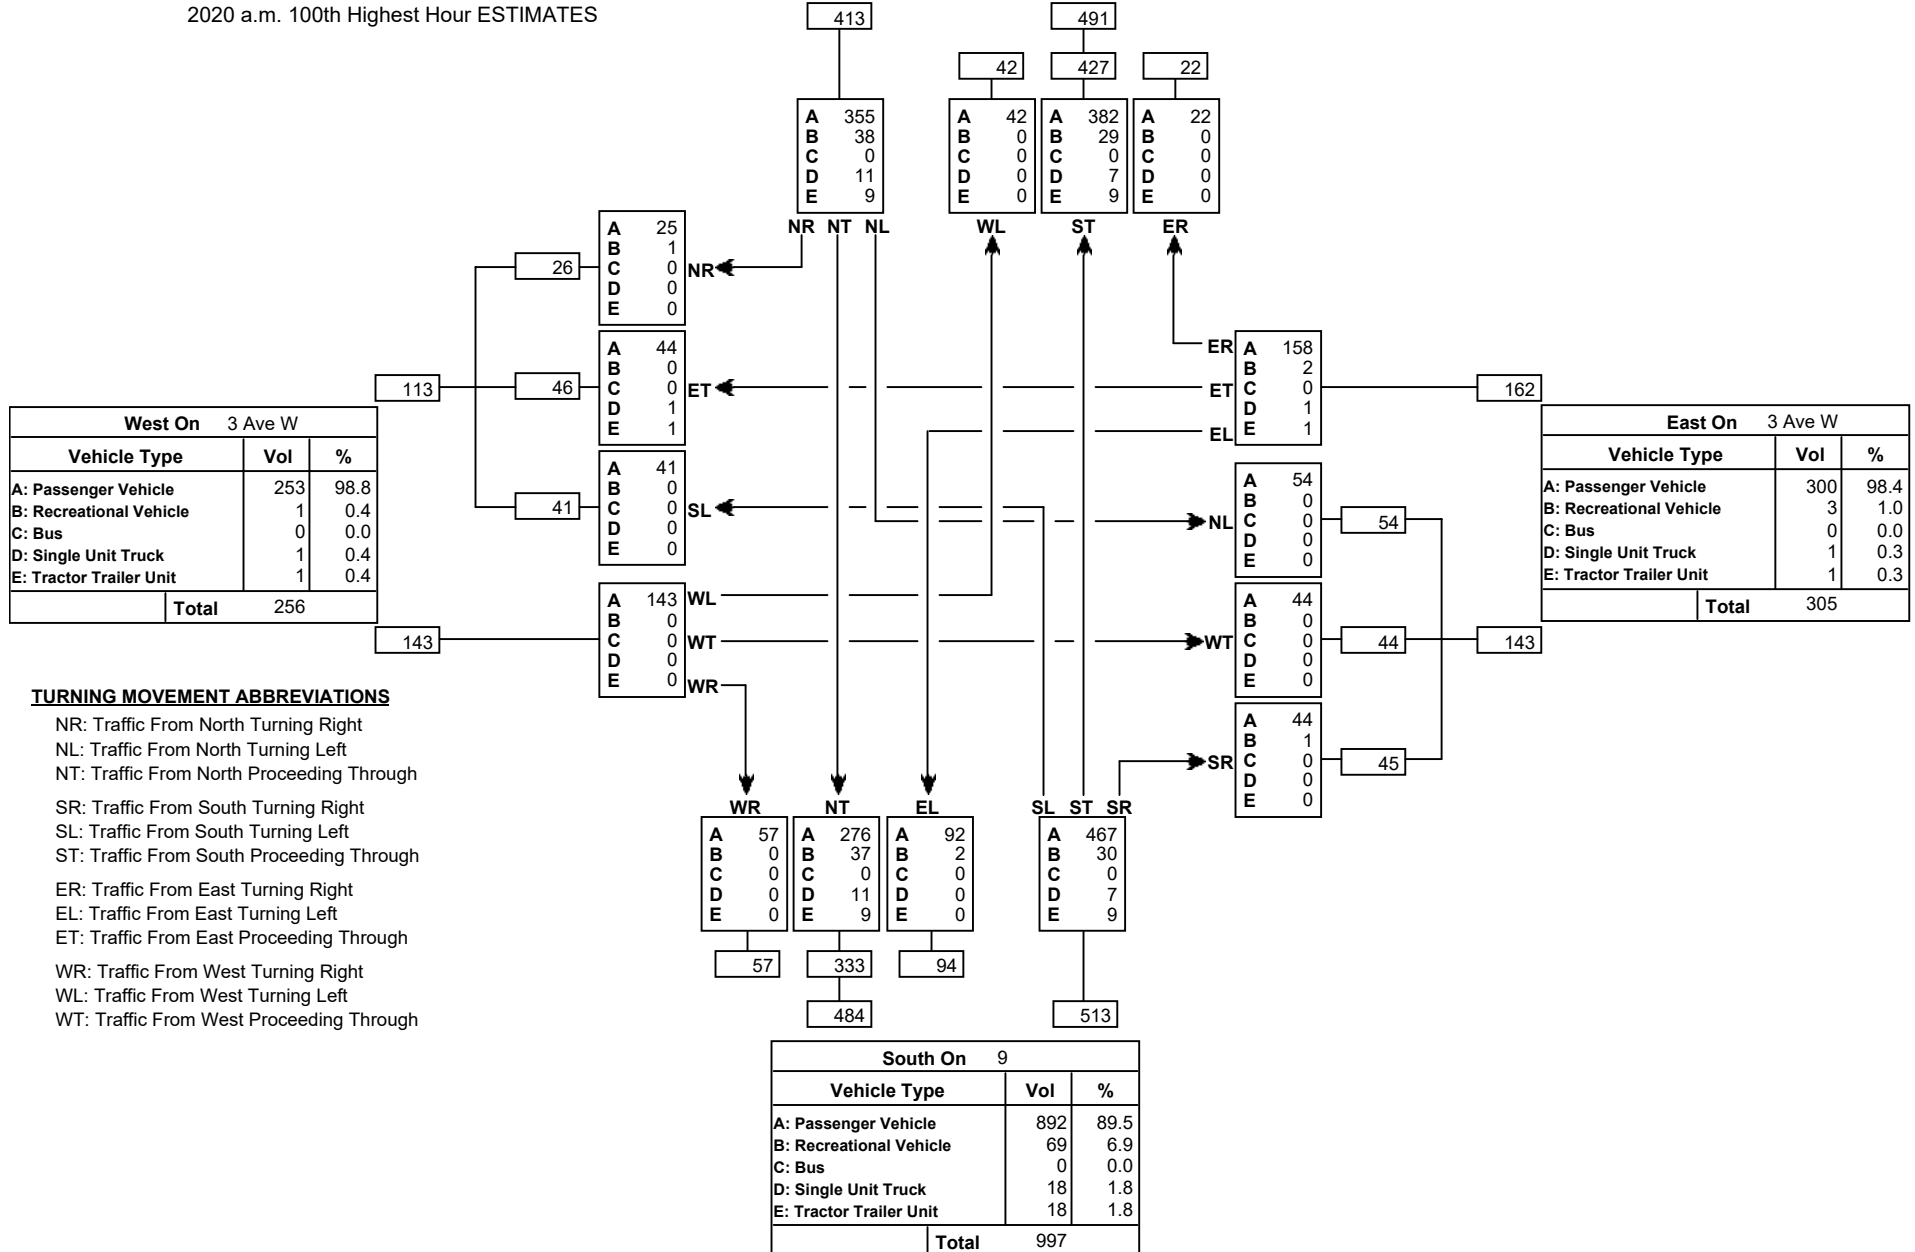 2020 a.m. 100th Highest Hour ESTIMATES
413
491
42
427
22
A 355
B 38
C 0
D 11
E 9
A 42
B 0
C 0
D 0
E 0
A 382
B 29
C 0
D 7
E 9
A 22
B 0
C 0
D 0
E 0
NR NT NL
WL
ST
ER
26
A 25
B 1
C 0
D 0
E 0
NR
113
46
A 44
B 0
C 0
D 1
E 1
ET
41
A 41
B 0
C 0
D 0
E 0
SL
143
A 143
B 0
C 0
D 0
E 0
WL
WT
WR
ER
ET
EL
A 158
B 2
C 0
D 1
E 1
162
NL
A 54
B 0
C 0
D 0
E 0
54
WT
A 44
B 0
C 0
D 0
E 0
44
143
SR
A 44
B 1
C 0
D 0
E 0
45
West On 3 Ave W
Vehicle Type Vol %
A: Passenger Vehicle 253 98.8
B: Recreational Vehicle 1 0.4
C: Bus 0 0.0
D: Single Unit Truck 1 0.4
E: Tractor Trailer Unit 1 0.4
Total 256
East On 3 Ave W
Vehicle Type Vol %
A: Passenger Vehicle 300 98.4
B: Recreational Vehicle 3 1.0
C: Bus 0 0.0
D: Single Unit Truck 1 0.3
E: Tractor Trailer Unit 1 0.3
Total 305
TURNING MOVEMENT ABBREVIATIONS
NR: Traffic From North Turning Right
NL: Traffic From North Turning Left
NT: Traffic From North Proceeding Through
SR: Traffic From South Turning Right
SL: Traffic From South Turning Left
ST: Traffic From South Proceeding Through
ER: Traffic From East Turning Right
EL: Traffic From East Turning Left
ET: Traffic From East Proceeding Through
WR: Traffic From West Turning Right
WL: Traffic From West Turning Left
WT: Traffic From West Proceeding Through
WR
NT
EL
SL ST SR
A 57
B 0
C 0
D 0
E 0
A 276
B 37
C 0
D 11
E 9
A 92
B 2
C 0
D 0
E 0
A 467
B 30
C 0
D 7
E 9
57
333
94
484
513
South On 9
Vehicle Type Vol %
A: Passenger Vehicle 892 89.5
B: Recreational Vehicle 69 6.9
C: Bus 0 0.0
D: Single Unit Truck 18 1.8
E: Tractor Trailer Unit 18 1.8
Total 997